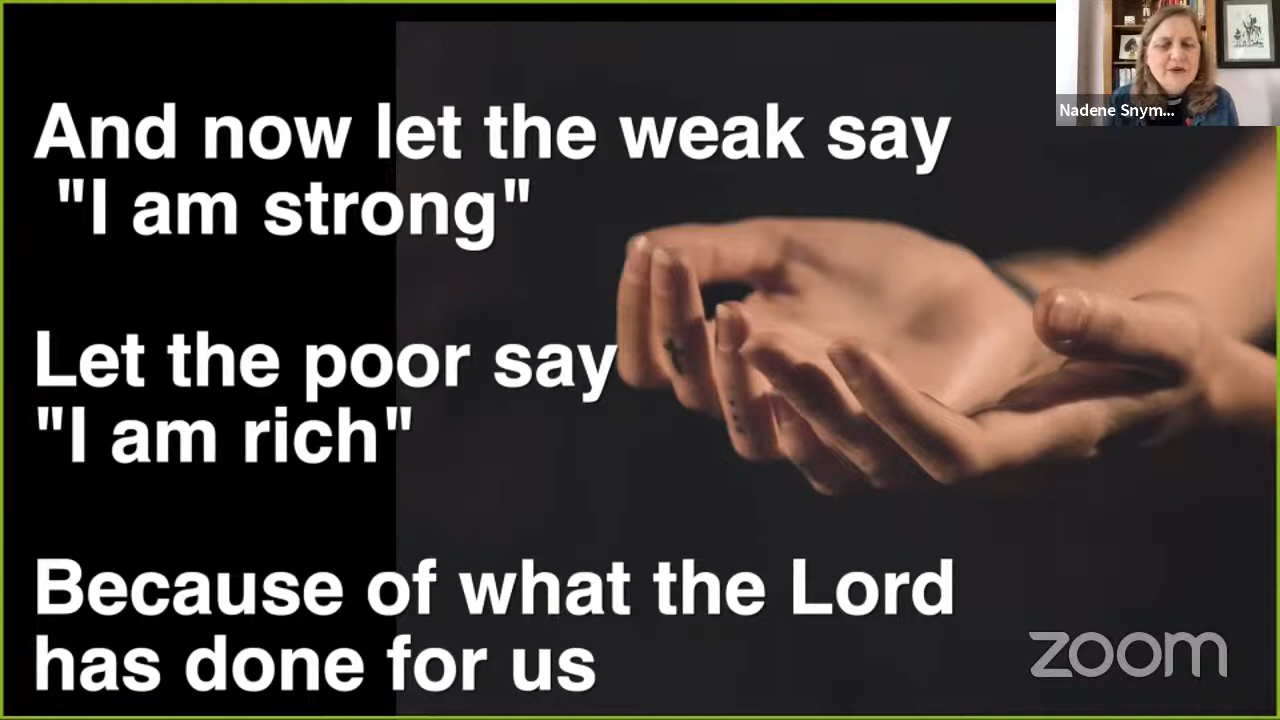 And now let the weak say
"I am strong"
Let the poor say
"I am rich"
Because of what the Lord
has done for us
Nadene Snym...
zoom